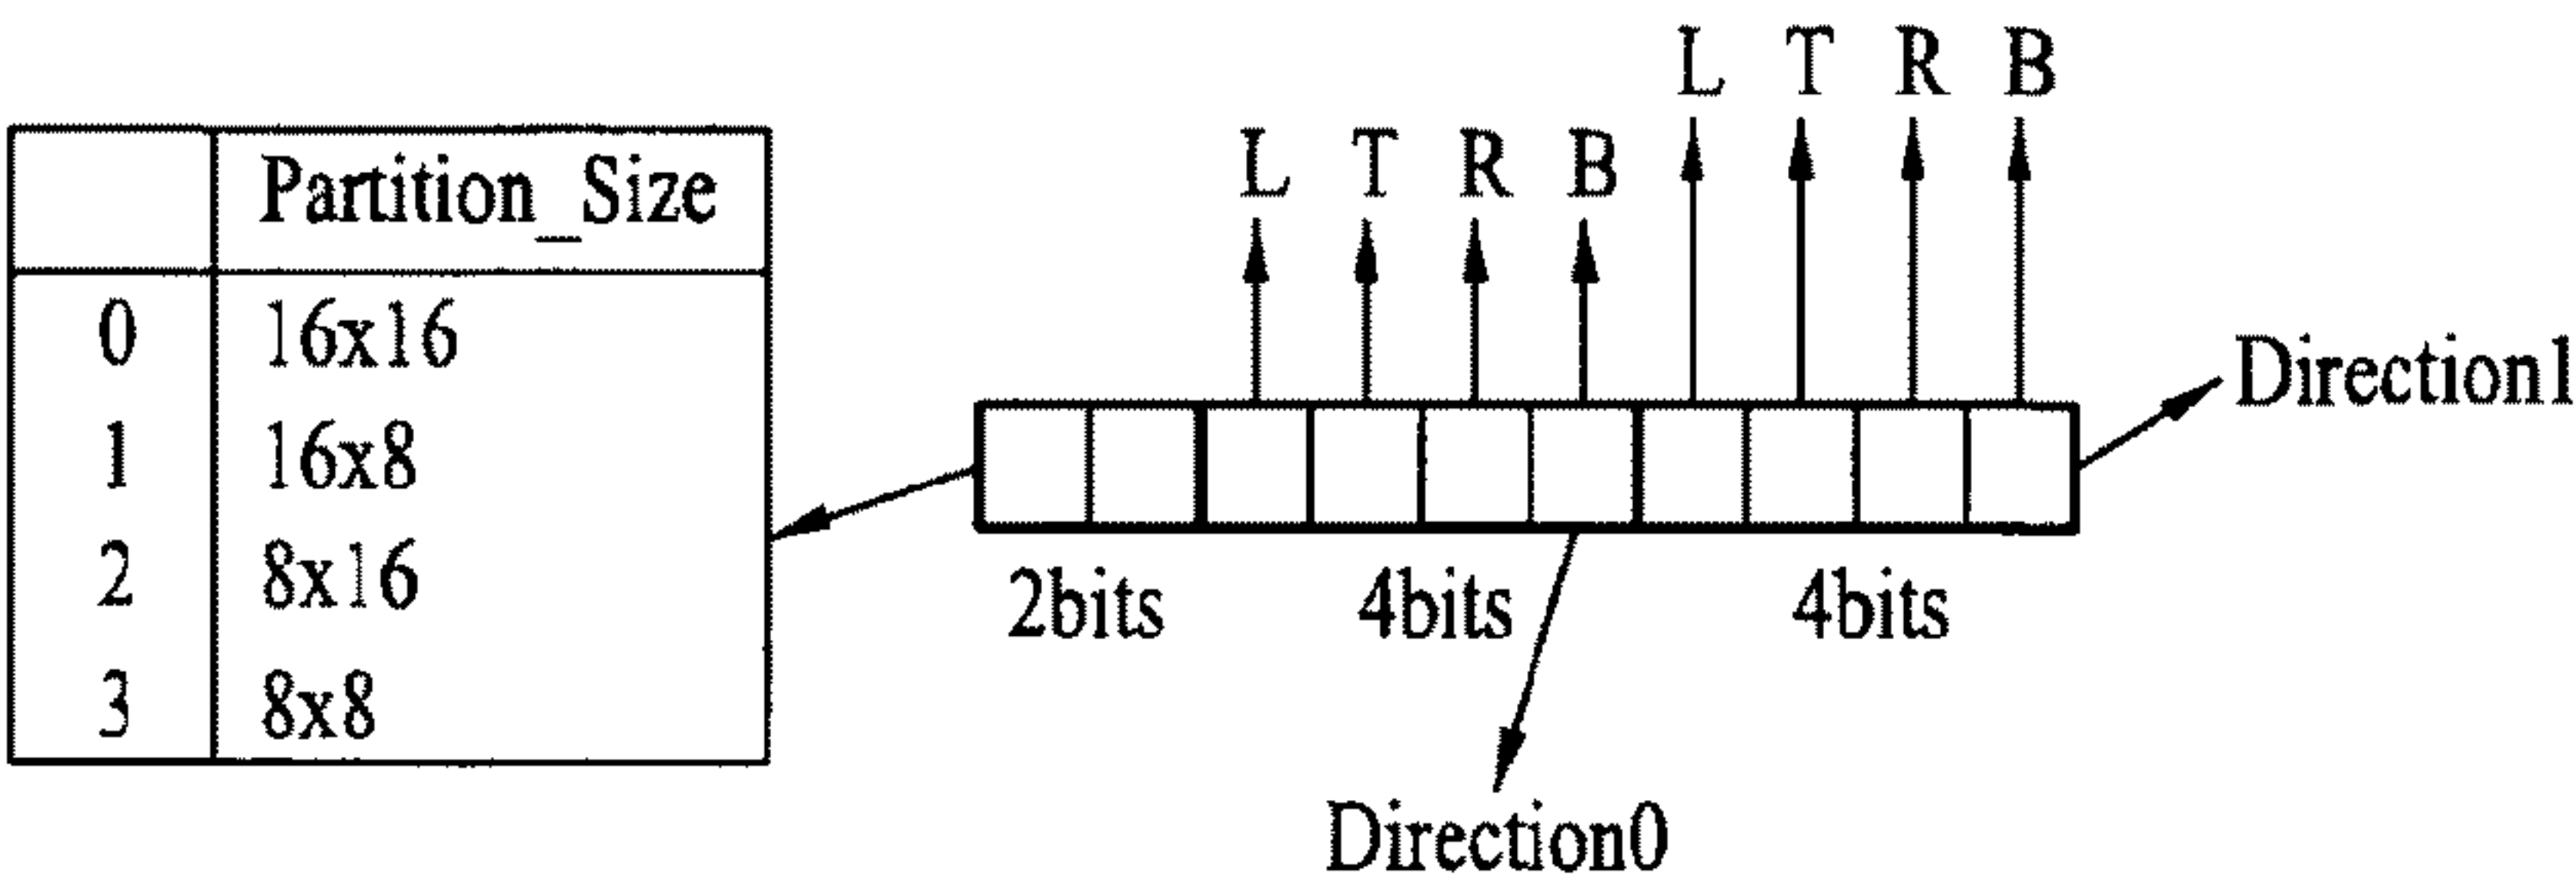 Partition_Size
0 16x16
1 16x8
2 8x16
3 8x8
L T R B
L T R B
Direction1
2bits 4bits 4bits
Direction0